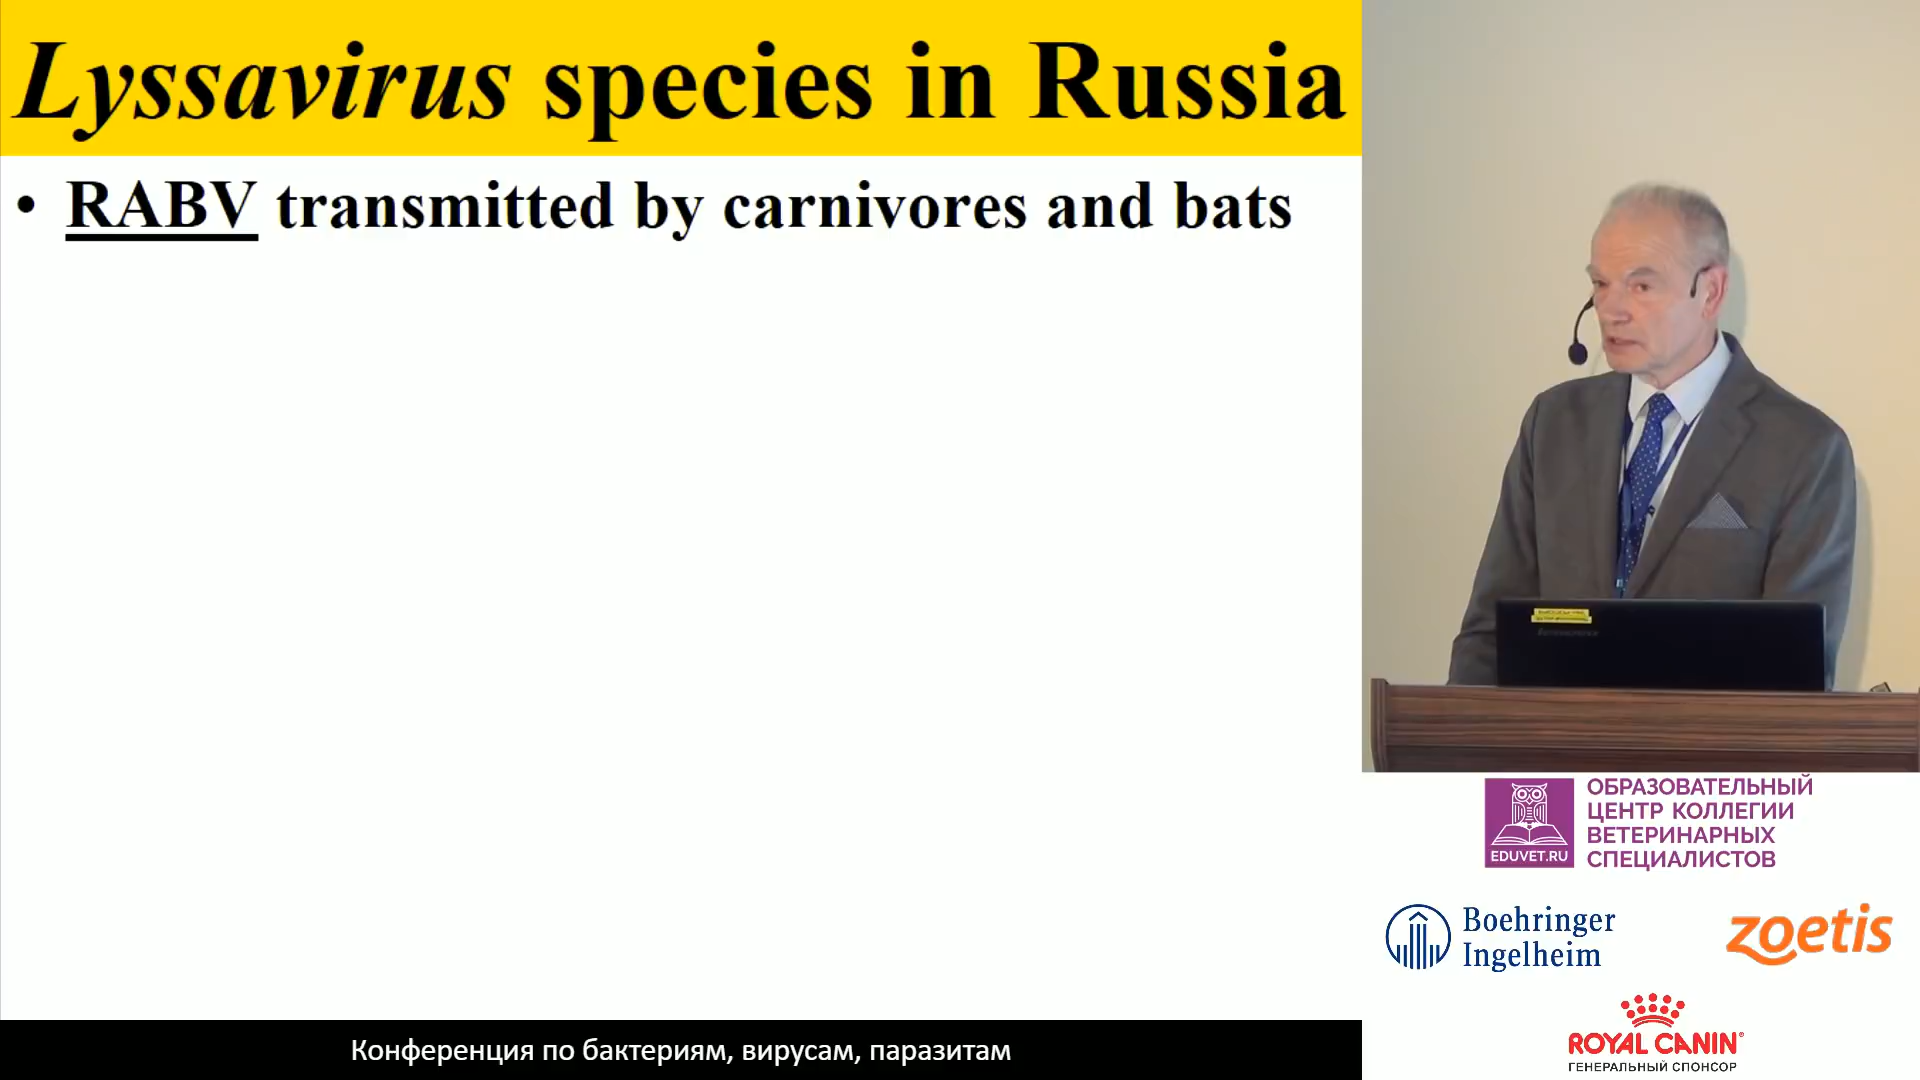 Lyssavirus species in Russia
• RABV transmitted by carnivores and bats
ОБРАЗОВАТЕЛЬНЫЙ
ЦЕНТР КОЛЛЕГИИ
ВЕТЕРИНАРНЫХ
СПЕЦИАЛИСТОВ
EDUVET.RU
Boehringer
Ingelheim
zoetis
ROYAL CANIN
ГЕНЕРАЛЬНЫЙ СПОНСОР
Конференция по бактериям, вирусам, паразитам